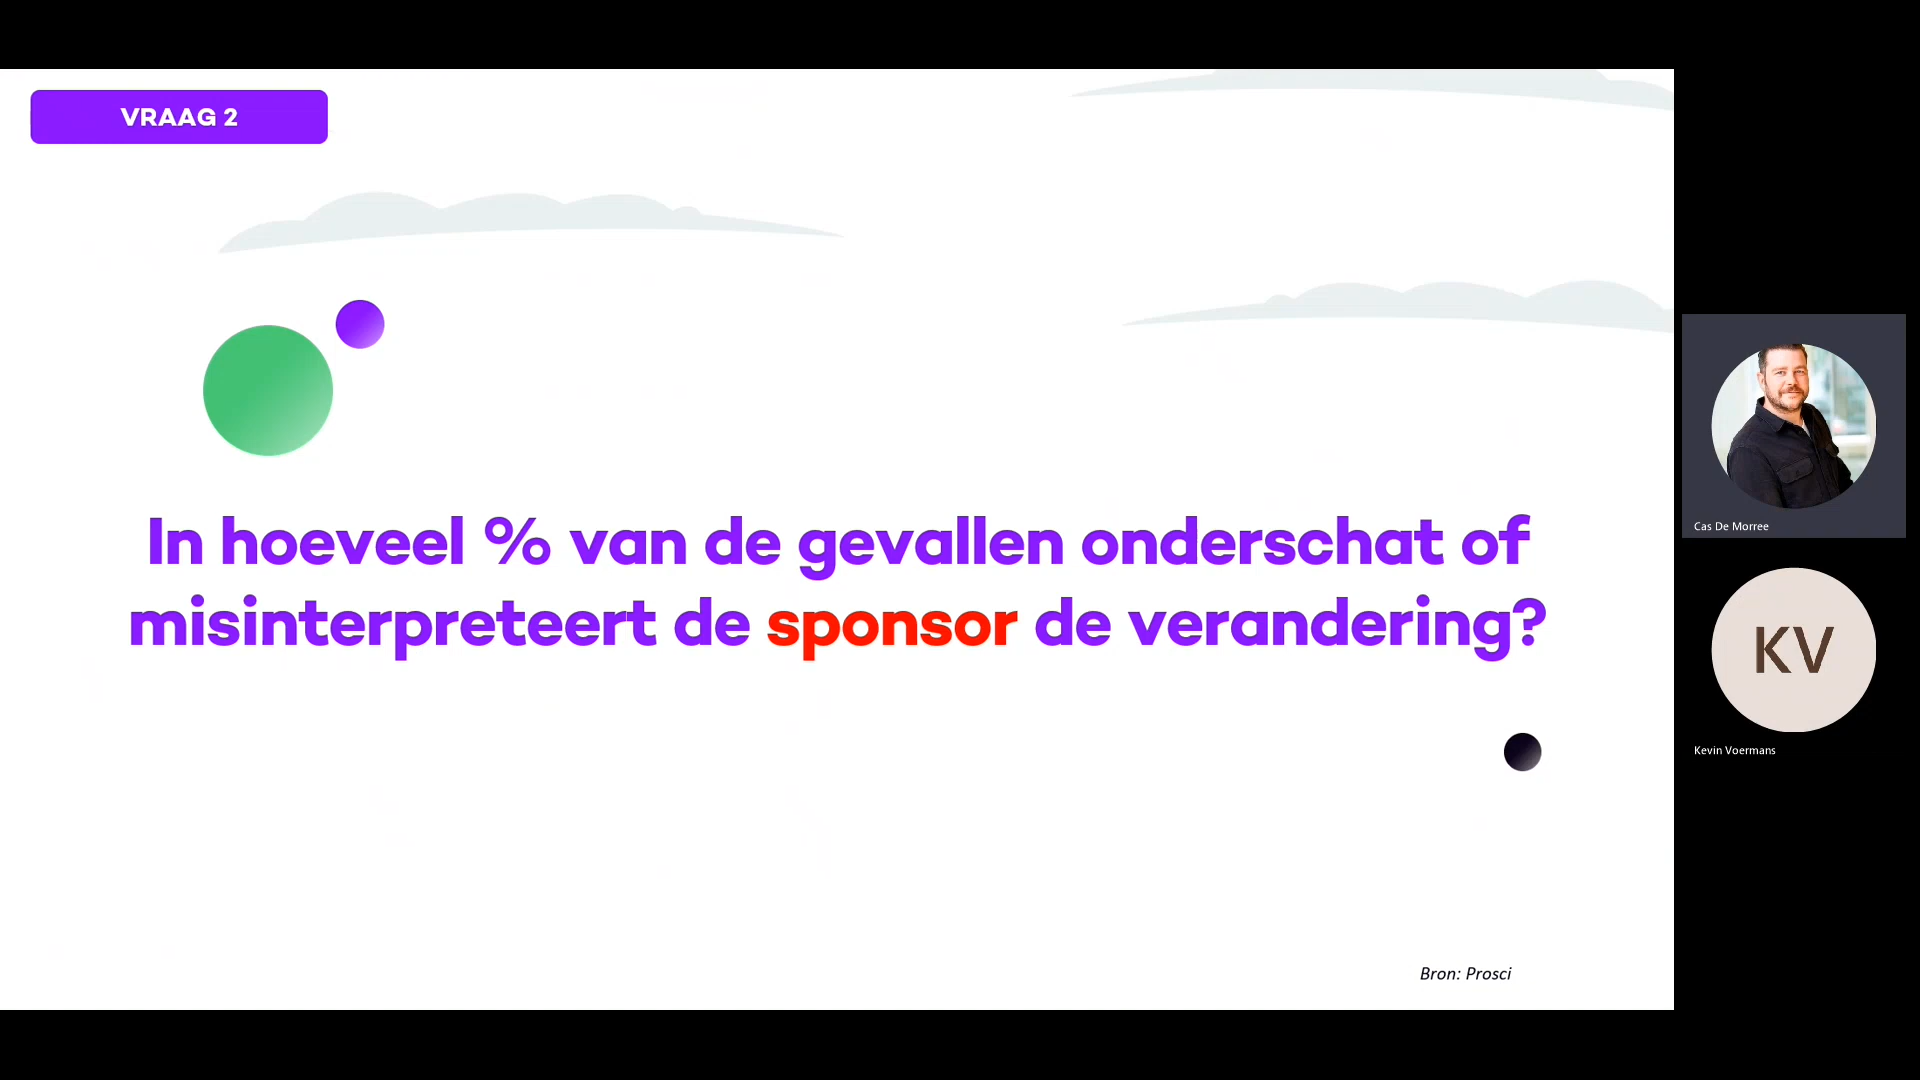 VRAAG 2
In hoeveel % van de gevallen onderschat of
misinterpreteert de sponsor de verandering?
Bron: Prosci
Cas De Morree
KV
Kevin Voermans